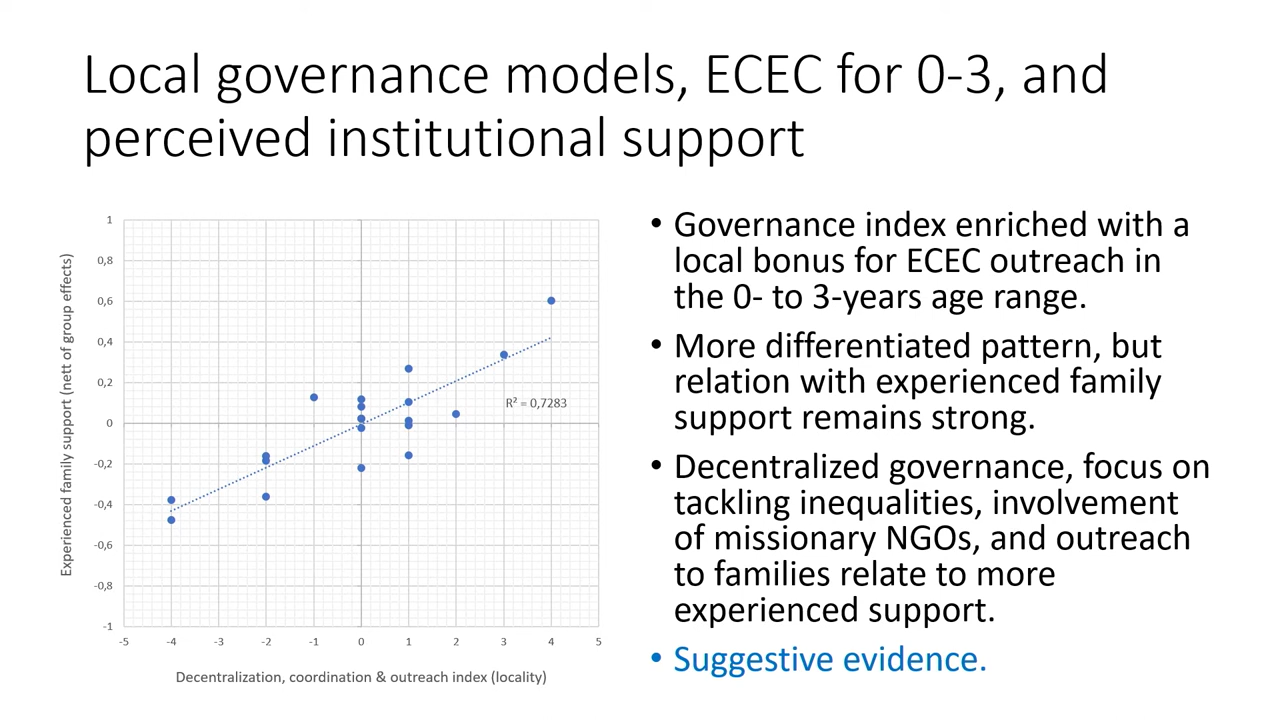 Local governance models, ECEC for 0-3, and
perceived institutional support
1
0,8
0,6
0,4
0,2
0
-0,2
-0,4
-0,6
-0,8
-1
-5 -4 -3 -2 -1 0 1 2 3 4 5
R² = 0,7283
Experienced family support (nett of group effects)
Decentralization, coordination & outreach index (locality)
• Governance index enriched with a
local bonus for ECEC outreach in
the 0- to 3-years age range.
• More differentiated pattern, but
relation with experienced family
support remains strong.
• Decentralized governance, focus on
tackling inequalities, involvement
of missionary NGOs, and outreach
to families relate to more
experienced support.
• Suggestive evidence.